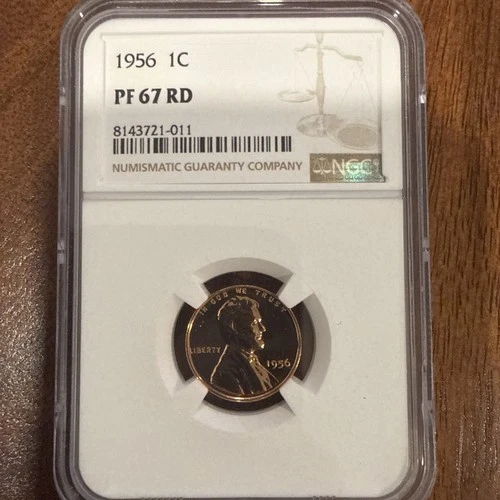 1956 1C
PF 67 RD
8143721-011
NUMISMATIC GUARANTY COMPANY
NGC
IN GOD WE TRUST
LIBERTY
1956